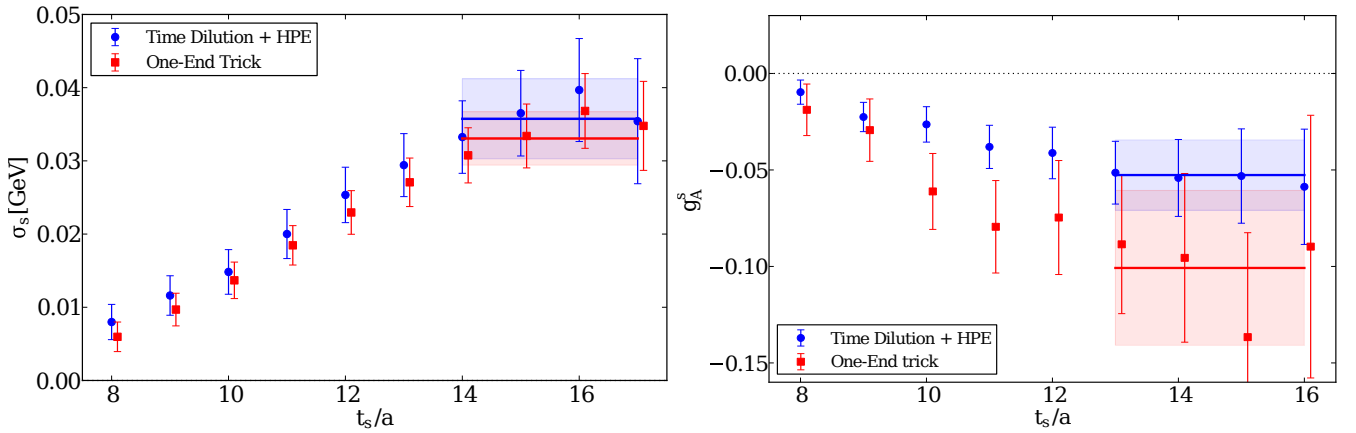 0.05
0.04
0.03
0.02
0.01
0.00
σs[GeV]
8
10
12
14
16
ts/a
Time Dilution + HPE
One-End Trick
0.00
−0.05
−0.10
−0.15
gAs
8
10
12
14
16
ts/a
Time Dilution + HPE
One-End trick